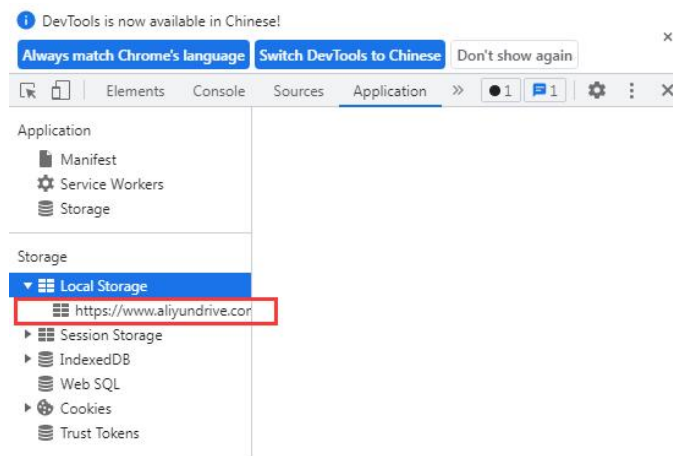 DevTools is now available in Chinese!
Always match Chrome's language Switch DevTools to Chinese Don't show again
Elements Console Sources Application 1 1
Application
Manifest
Service Workers
Storage
Storage
Local Storage
https://www.aliyundrive.cor
Session Storage
IndexedDB
Web SQL
Cookies
Trust Tokens